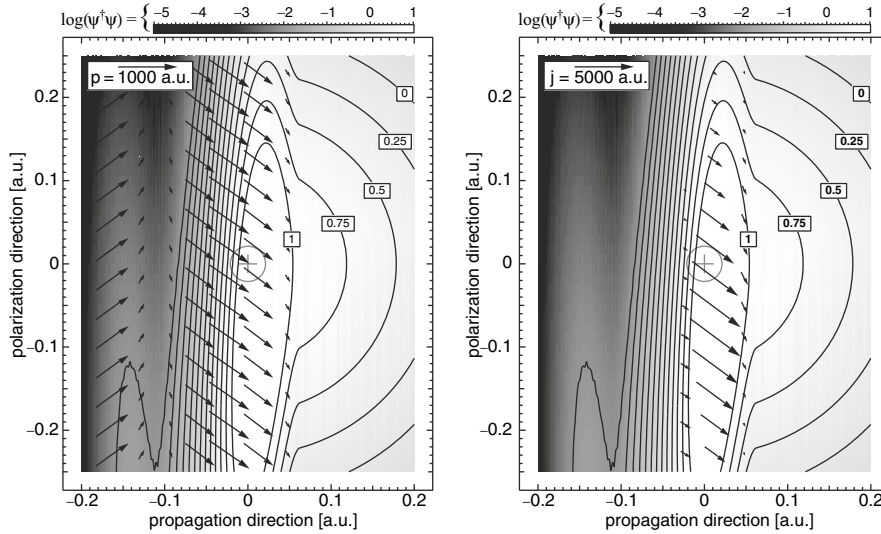 log(ψ†ψ) = { −5 −4 −3 −2 −1 0 1
p = 1000 a.u.
0.2
0.1
0
−0.1
−0.2
polarization direction [a.u.]
0
0.25
0.5
0.75
1
−0.2 −0.1 0 0.1 0.2
propagation direction [a.u.]
log(ψ†ψ) = { −5 −4 −3 −2 −1 0 1
j = 5000 a.u.
0.2
0.1
0
−0.1
−0.2
polarization direction [a.u.]
0
0.25
0.5
0.75
1
−0.2 −0.1 0 0.1 0.2
propagation direction [a.u.]